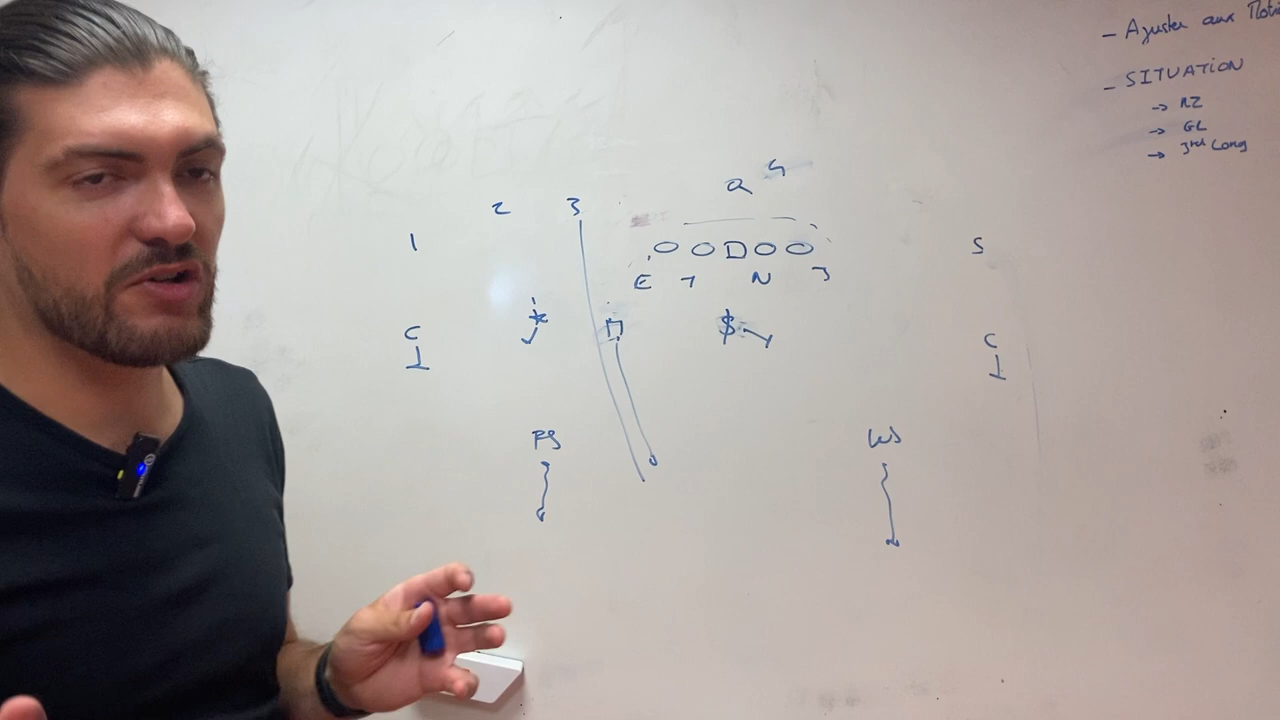 - Ajuster aux
- SITUATION
→ RZ
→ GL
→ 3rd Long
Q
2 3
1 S
E T N J
C * M $ C
FS WS